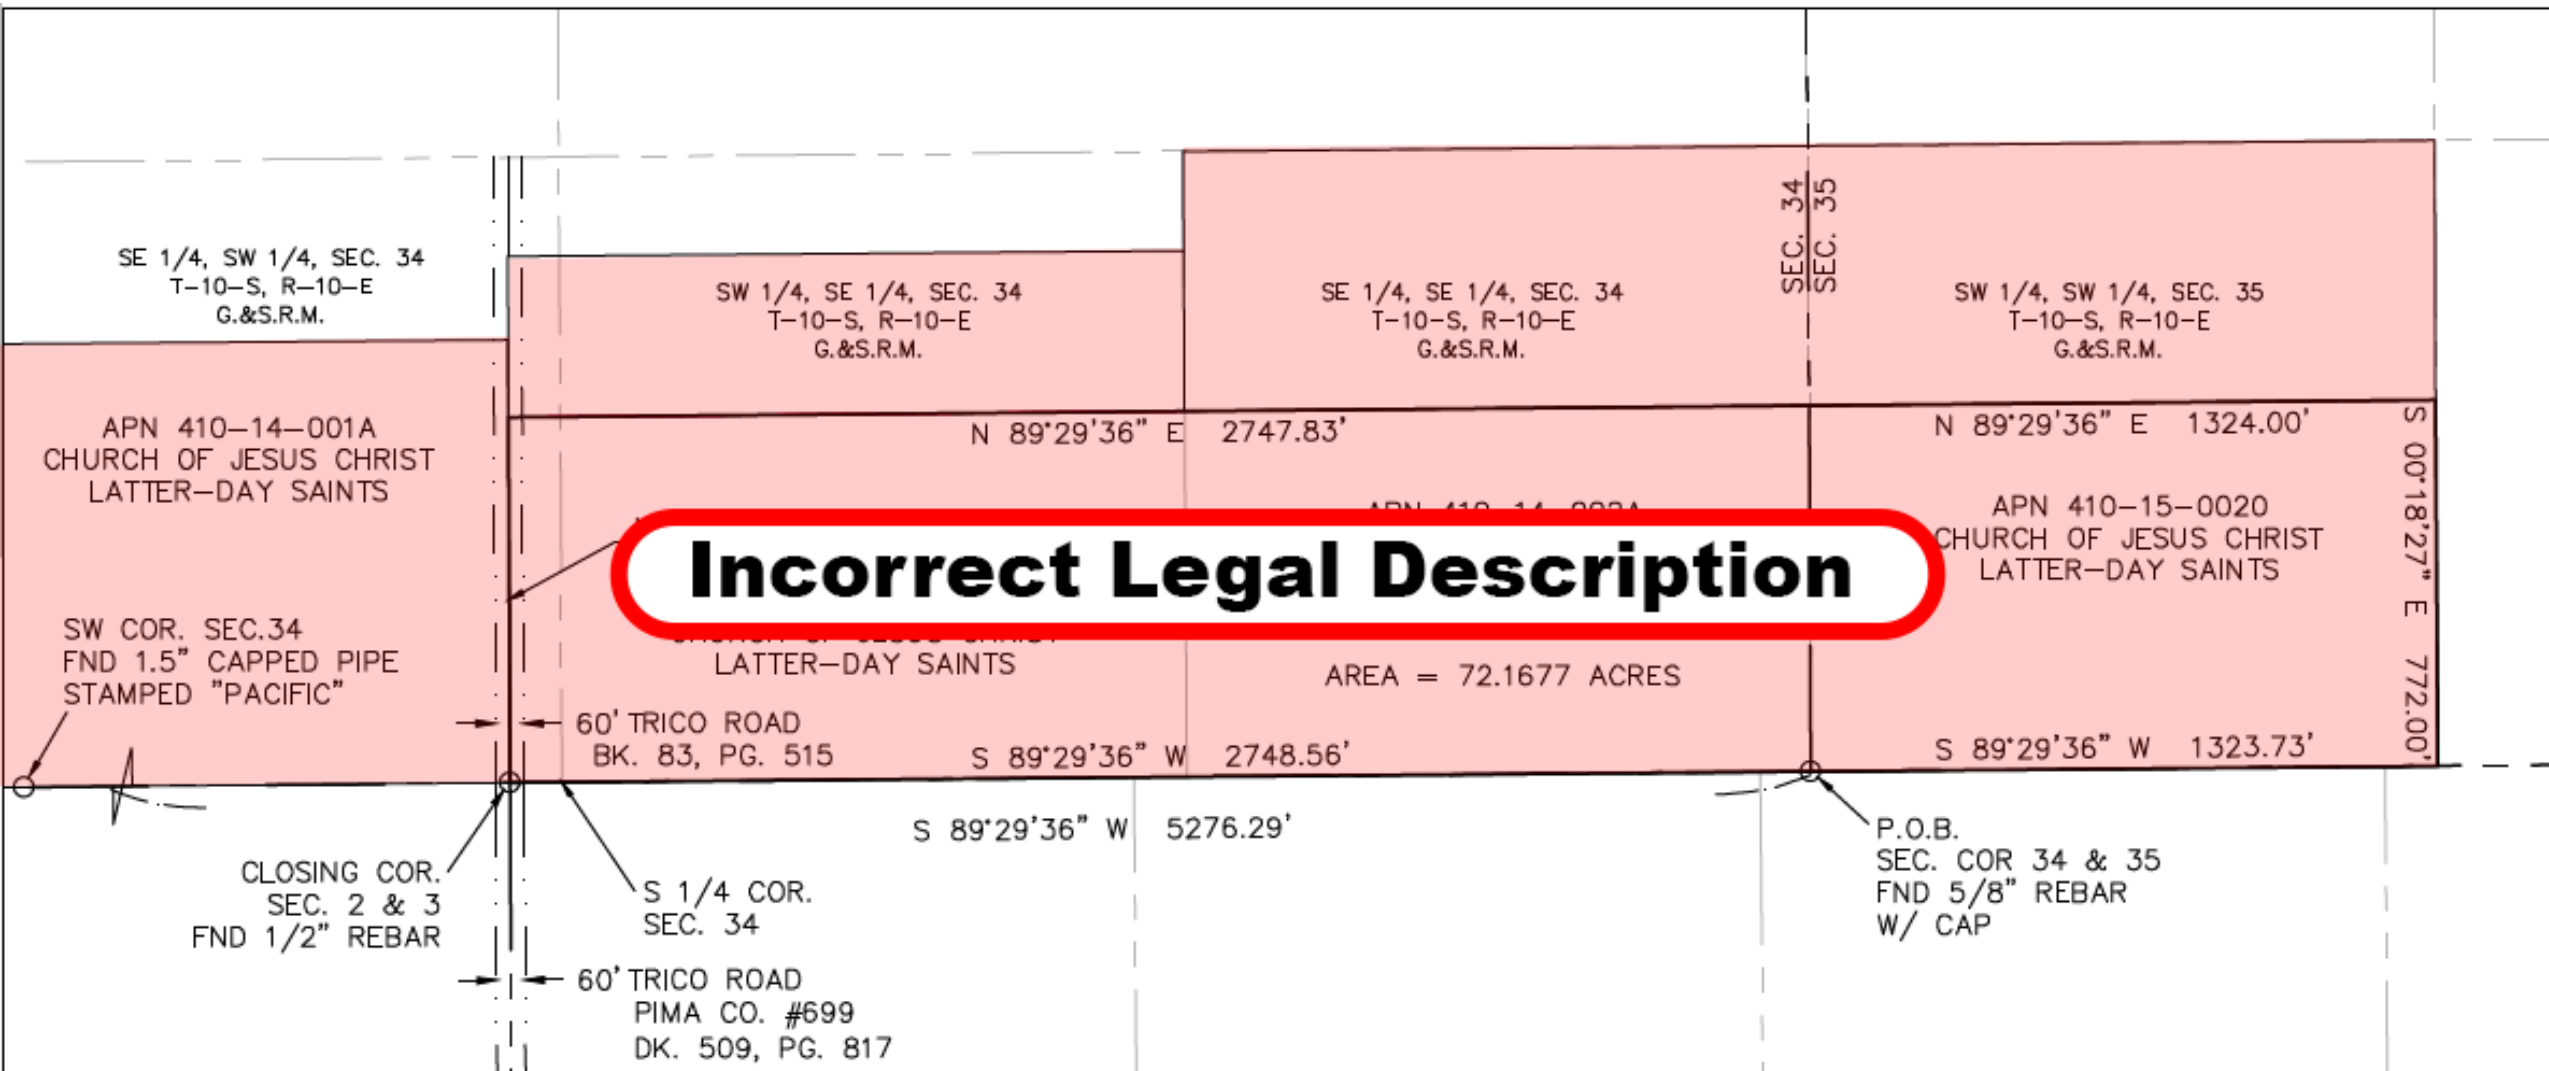 SE 1/4, SW 1/4, SEC. 34
T-10-S, R-10-E
G.&S.R.M.
SW 1/4, SE 1/4, SEC. 34
T-10-S, R-10-E
G.&S.R.M.
SE 1/4, SE 1/4, SEC. 34
T-10-S, R-10-E
G.&S.R.M.
SEC. 34
SEC. 35
SW 1/4, SW 1/4, SEC. 35
T-10-S, R-10-E
G.&S.R.M.
APN 410-14-001A
CHURCH OF JESUS CHRIST
LATTER-DAY SAINTS
N 89°29'36" E 2747.83'
N 89°29'36" E 1324.00'
S 00°18'27" E 772.00'
Incorrect Legal Description
APN 410-15-0020
CHURCH OF JESUS CHRIST
LATTER-DAY SAINTS
SW COR. SEC.34
FND 1.5" CAPPED PIPE
STAMPED "PACIFIC"
LATTER-DAY SAINTS
AREA = 72.1677 ACRES
60' TRICO ROAD
BK. 83, PG. 515
S 89°29'36" W 2748.56'
S 89°29'36" W 1323.73'
S 89°29'36" W 5276.29'
CLOSING COR.
SEC. 2 & 3
FND 1/2" REBAR
S 1/4 COR.
SEC. 34
P.O.B.
SEC. COR 34 & 35
FND 5/8" REBAR
W/ CAP
60' TRICO ROAD
PIMA CO. #699
DK. 509, PG. 817